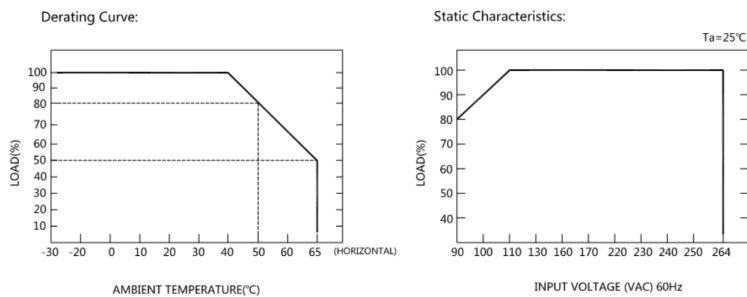 Derating Curve:
100
90
80
70
60
50
40
30
20
10
LOAD(%)
-30 -20 0 10 20 30 40 50 60 65 (HORIZONTAL)
AMBIENT TEMPERATURE(℃)
Static Characteristics:
Ta=25℃
100
90
80
70
60
50
40
LOAD(%)
90 100 110 130 160 170 220 230 240 250 264
INPUT VOLTAGE (VAC) 60Hz